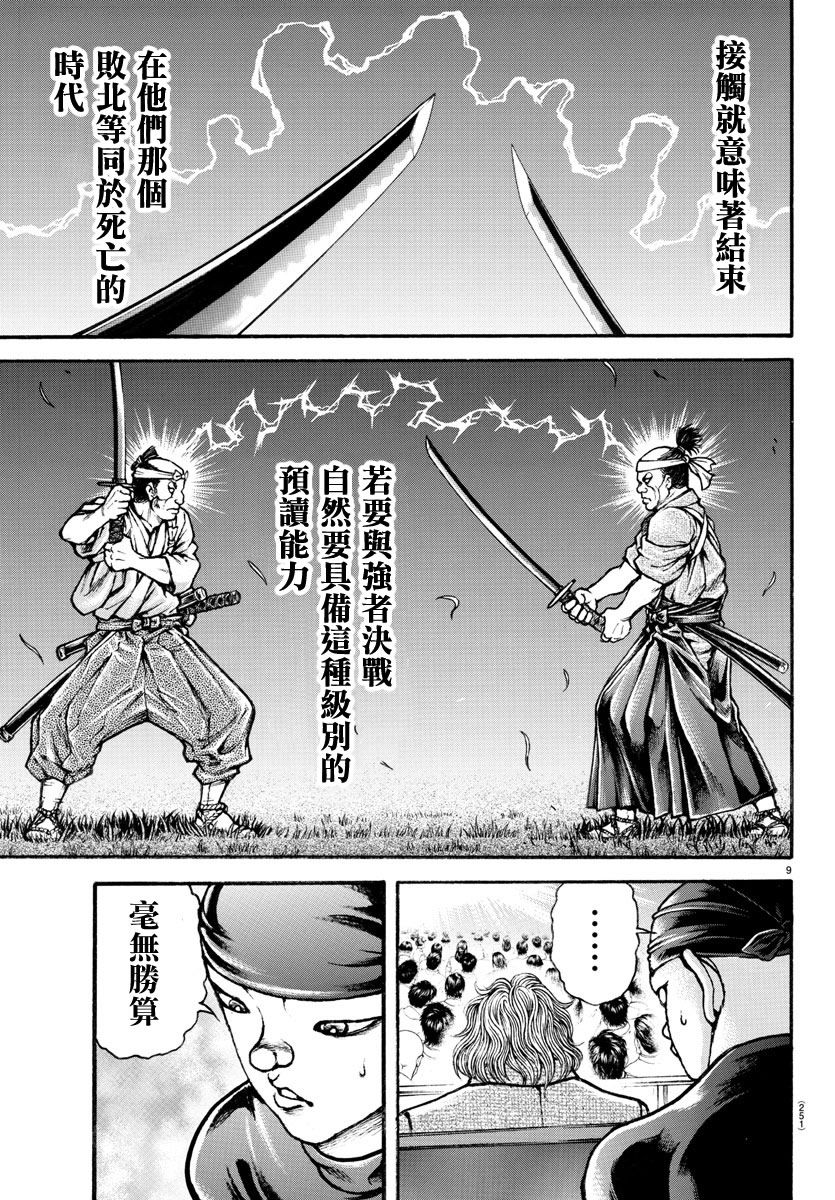 接觸就意味著結束
在他們那個
敗北等同於死亡的
時代
若要與強者決戰
自然要具備這種級別的
預讀能力
9
……
毫無勝算
(251)